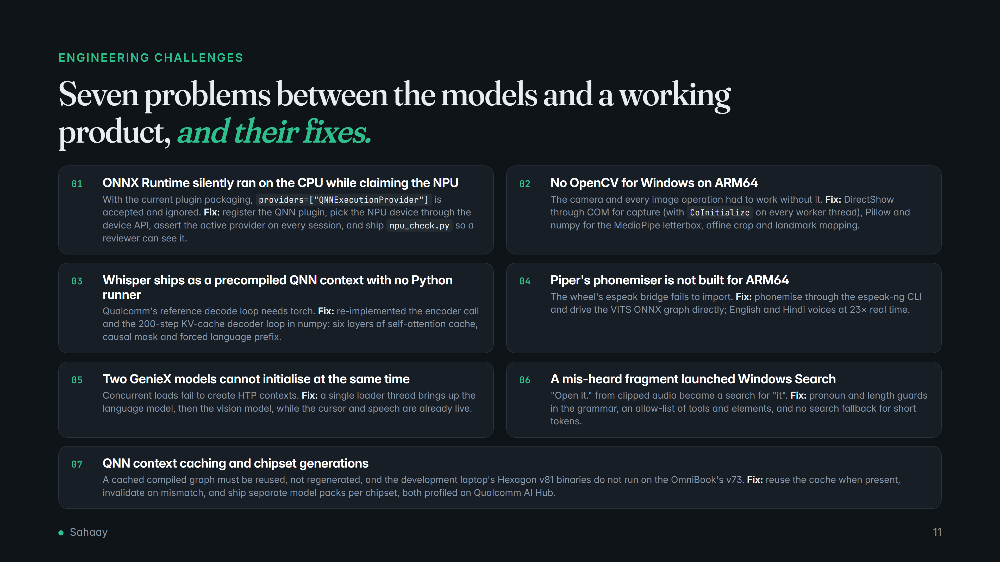 ENGINEERING CHALLENGES
Seven problems between the models and a working
product, and their fixes.
01
ONNX Runtime silently ran on the CPU while claiming the NPU
With the current plugin packaging, providers=["QNNExecutionProvider"] is
accepted and ignored. Fix: register the QNN plugin, pick the NPU device through the
device API, assert the active provider on every session, and ship npu_check.py so a
reviewer can see it.
02
No OpenCV for Windows on ARM64
The camera and every image operation had to work without it. Fix: DirectShow
through COM for capture (with CoInitialize on every worker thread), Pillow and
numpy for the MediaPipe letterbox, affine crop and landmark mapping.
03
Whisper ships as a precompiled QNN context with no Python
runner
Qualcomm's reference decode loop needs torch. Fix: re-implemented the encoder call
and the 200-step KV-cache decoder loop in numpy: six layers of self-attention cache,
causal mask and forced language prefix.
04
Piper's phonemiser is not built for ARM64
The wheel's espeak bridge fails to import. Fix: phonemise through the espeak-ng CLI
and drive the VITS ONNX graph directly; English and Hindi voices at 23× real time.
05
Two GenieX models cannot initialise at the same time
Concurrent loads fail to create HTP contexts. Fix: a single loader thread brings up the
language model, then the vision model, while the cursor and speech are already live.
06
A mis-heard fragment launched Windows Search
"Open it." from clipped audio became a search for "it". Fix: pronoun and length guards
in the grammar, an allow-list of tools and elements, and no search fallback for short
tokens.
07
QNN context caching and chipset generations
A cached compiled graph must be reused, not regenerated, and the development laptop's Hexagon v81 binaries do not run on the OmniBook's v73. Fix: reuse the cache when present,
invalidate on mismatch, and ship separate model packs per chipset, both profiled on Qualcomm AI Hub.
Sahaay
11